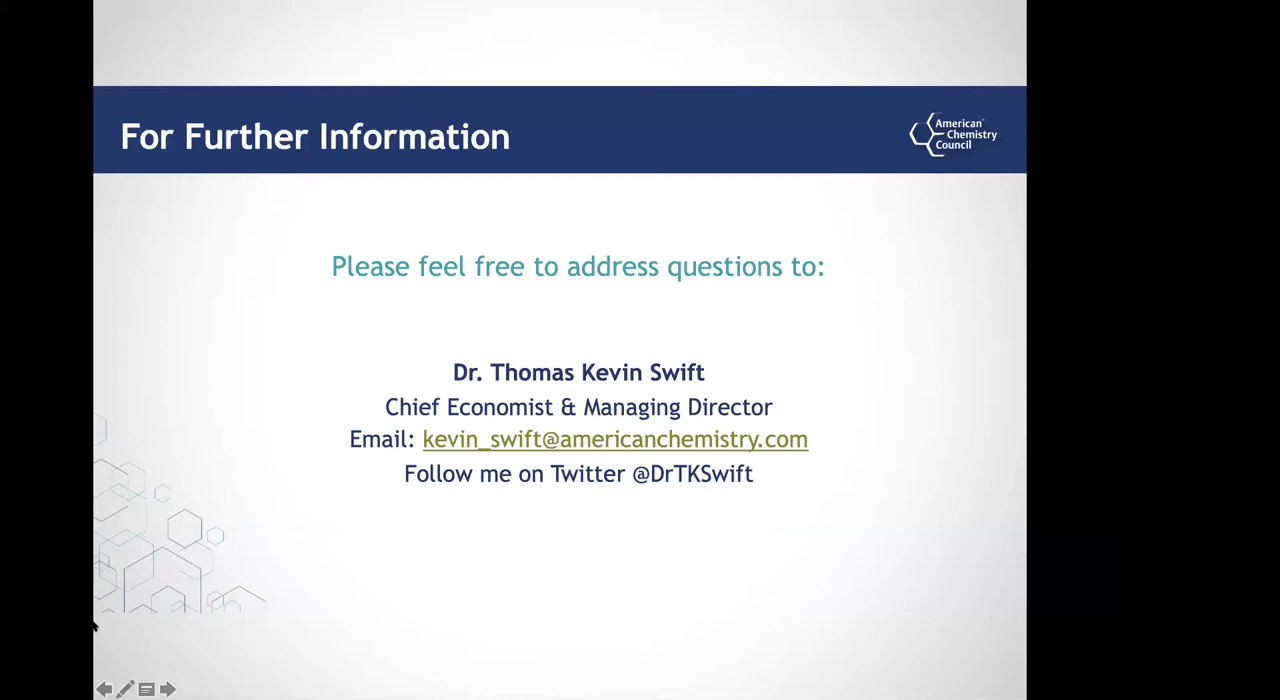 For Further Information
American
Chemistry
Council
Please feel free to address questions to:
Dr. Thomas Kevin Swift
Chief Economist & Managing Director
Email: kevin_swift@americanchemistry.com
Follow me on Twitter @DrTKSwift